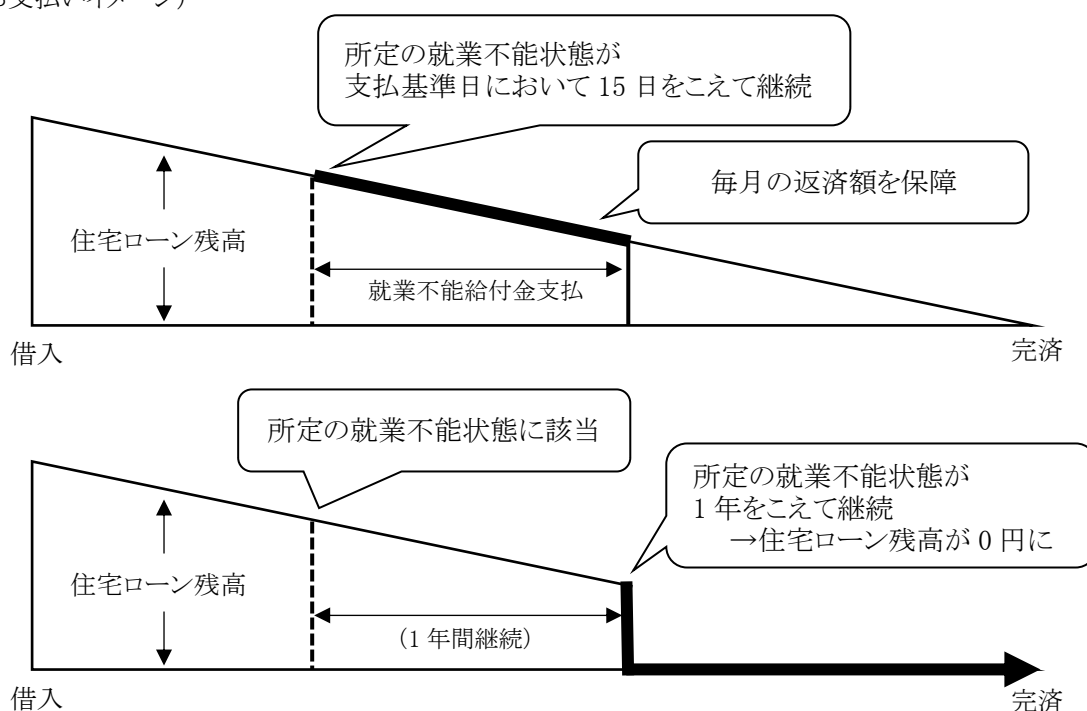 所定の就業不能状態が
支払基準日において 15 日をこえて継続
毎月の返済額を保障
住宅ローン残高
就業不能給付金支払
借入
完済
所定の就業不能状態に該当
所定の就業不能状態が
1 年をこえて継続
→住宅ローン残高が 0 円に
住宅ローン残高
(1 年間継続)
借入
完済